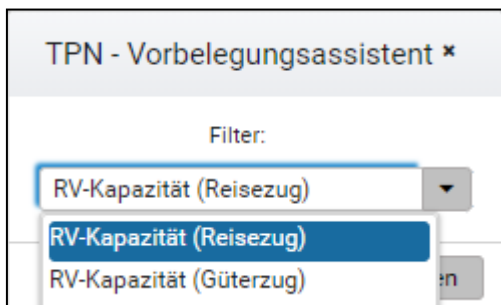 TPN - Vorbelegungsassistent ×
Filter:
RV-Kapazität (Reisezug)
RV-Kapazität (Reisezug)
RV-Kapazität (Güterzug)